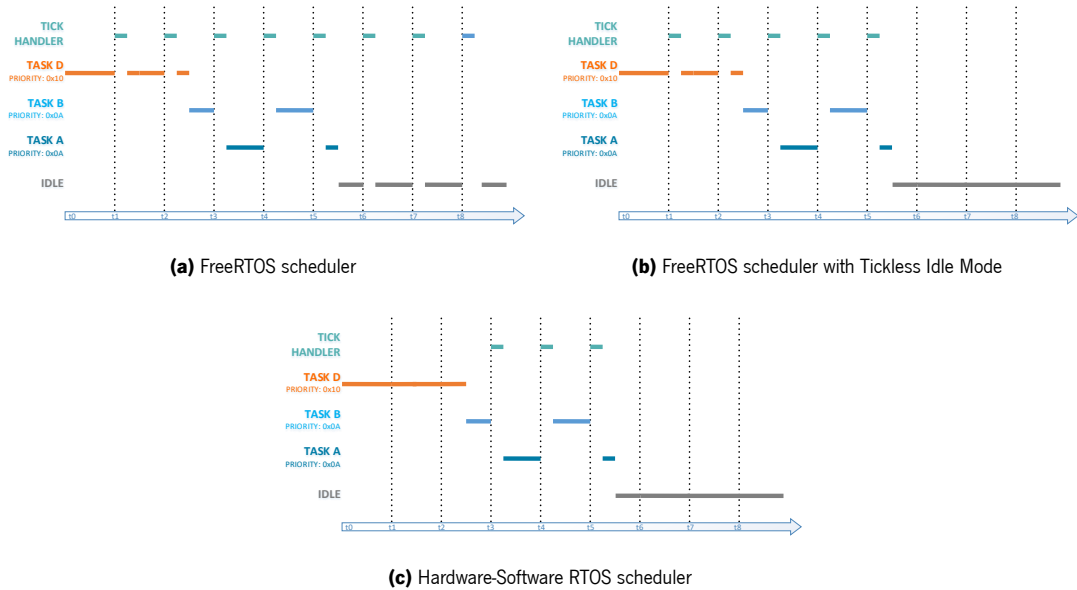 TICK
HANDLER
TASK D
PRIORITY: 0x10
TASK B
PRIORITY: 0x0A
TASK A
PRIORITY: 0x0A
IDLE
t0 t1 t2 t3 t4 t5 t6 t7 t8
(a) FreeRTOS scheduler
TICK
HANDLER
TASK D
PRIORITY: 0x10
TASK B
PRIORITY: 0x0A
TASK A
PRIORITY: 0x0A
IDLE
t0 t1 t2 t3 t4 t5 t6 t7 t8
(b) FreeRTOS scheduler with Tickless Idle Mode
TICK
HANDLER
TASK D
PRIORITY: 0x10
TASK B
PRIORITY: 0x0A
TASK A
PRIORITY: 0x0A
IDLE
t0 t1 t2 t3 t4 t5 t6 t7 t8
(c) Hardware-Software RTOS scheduler